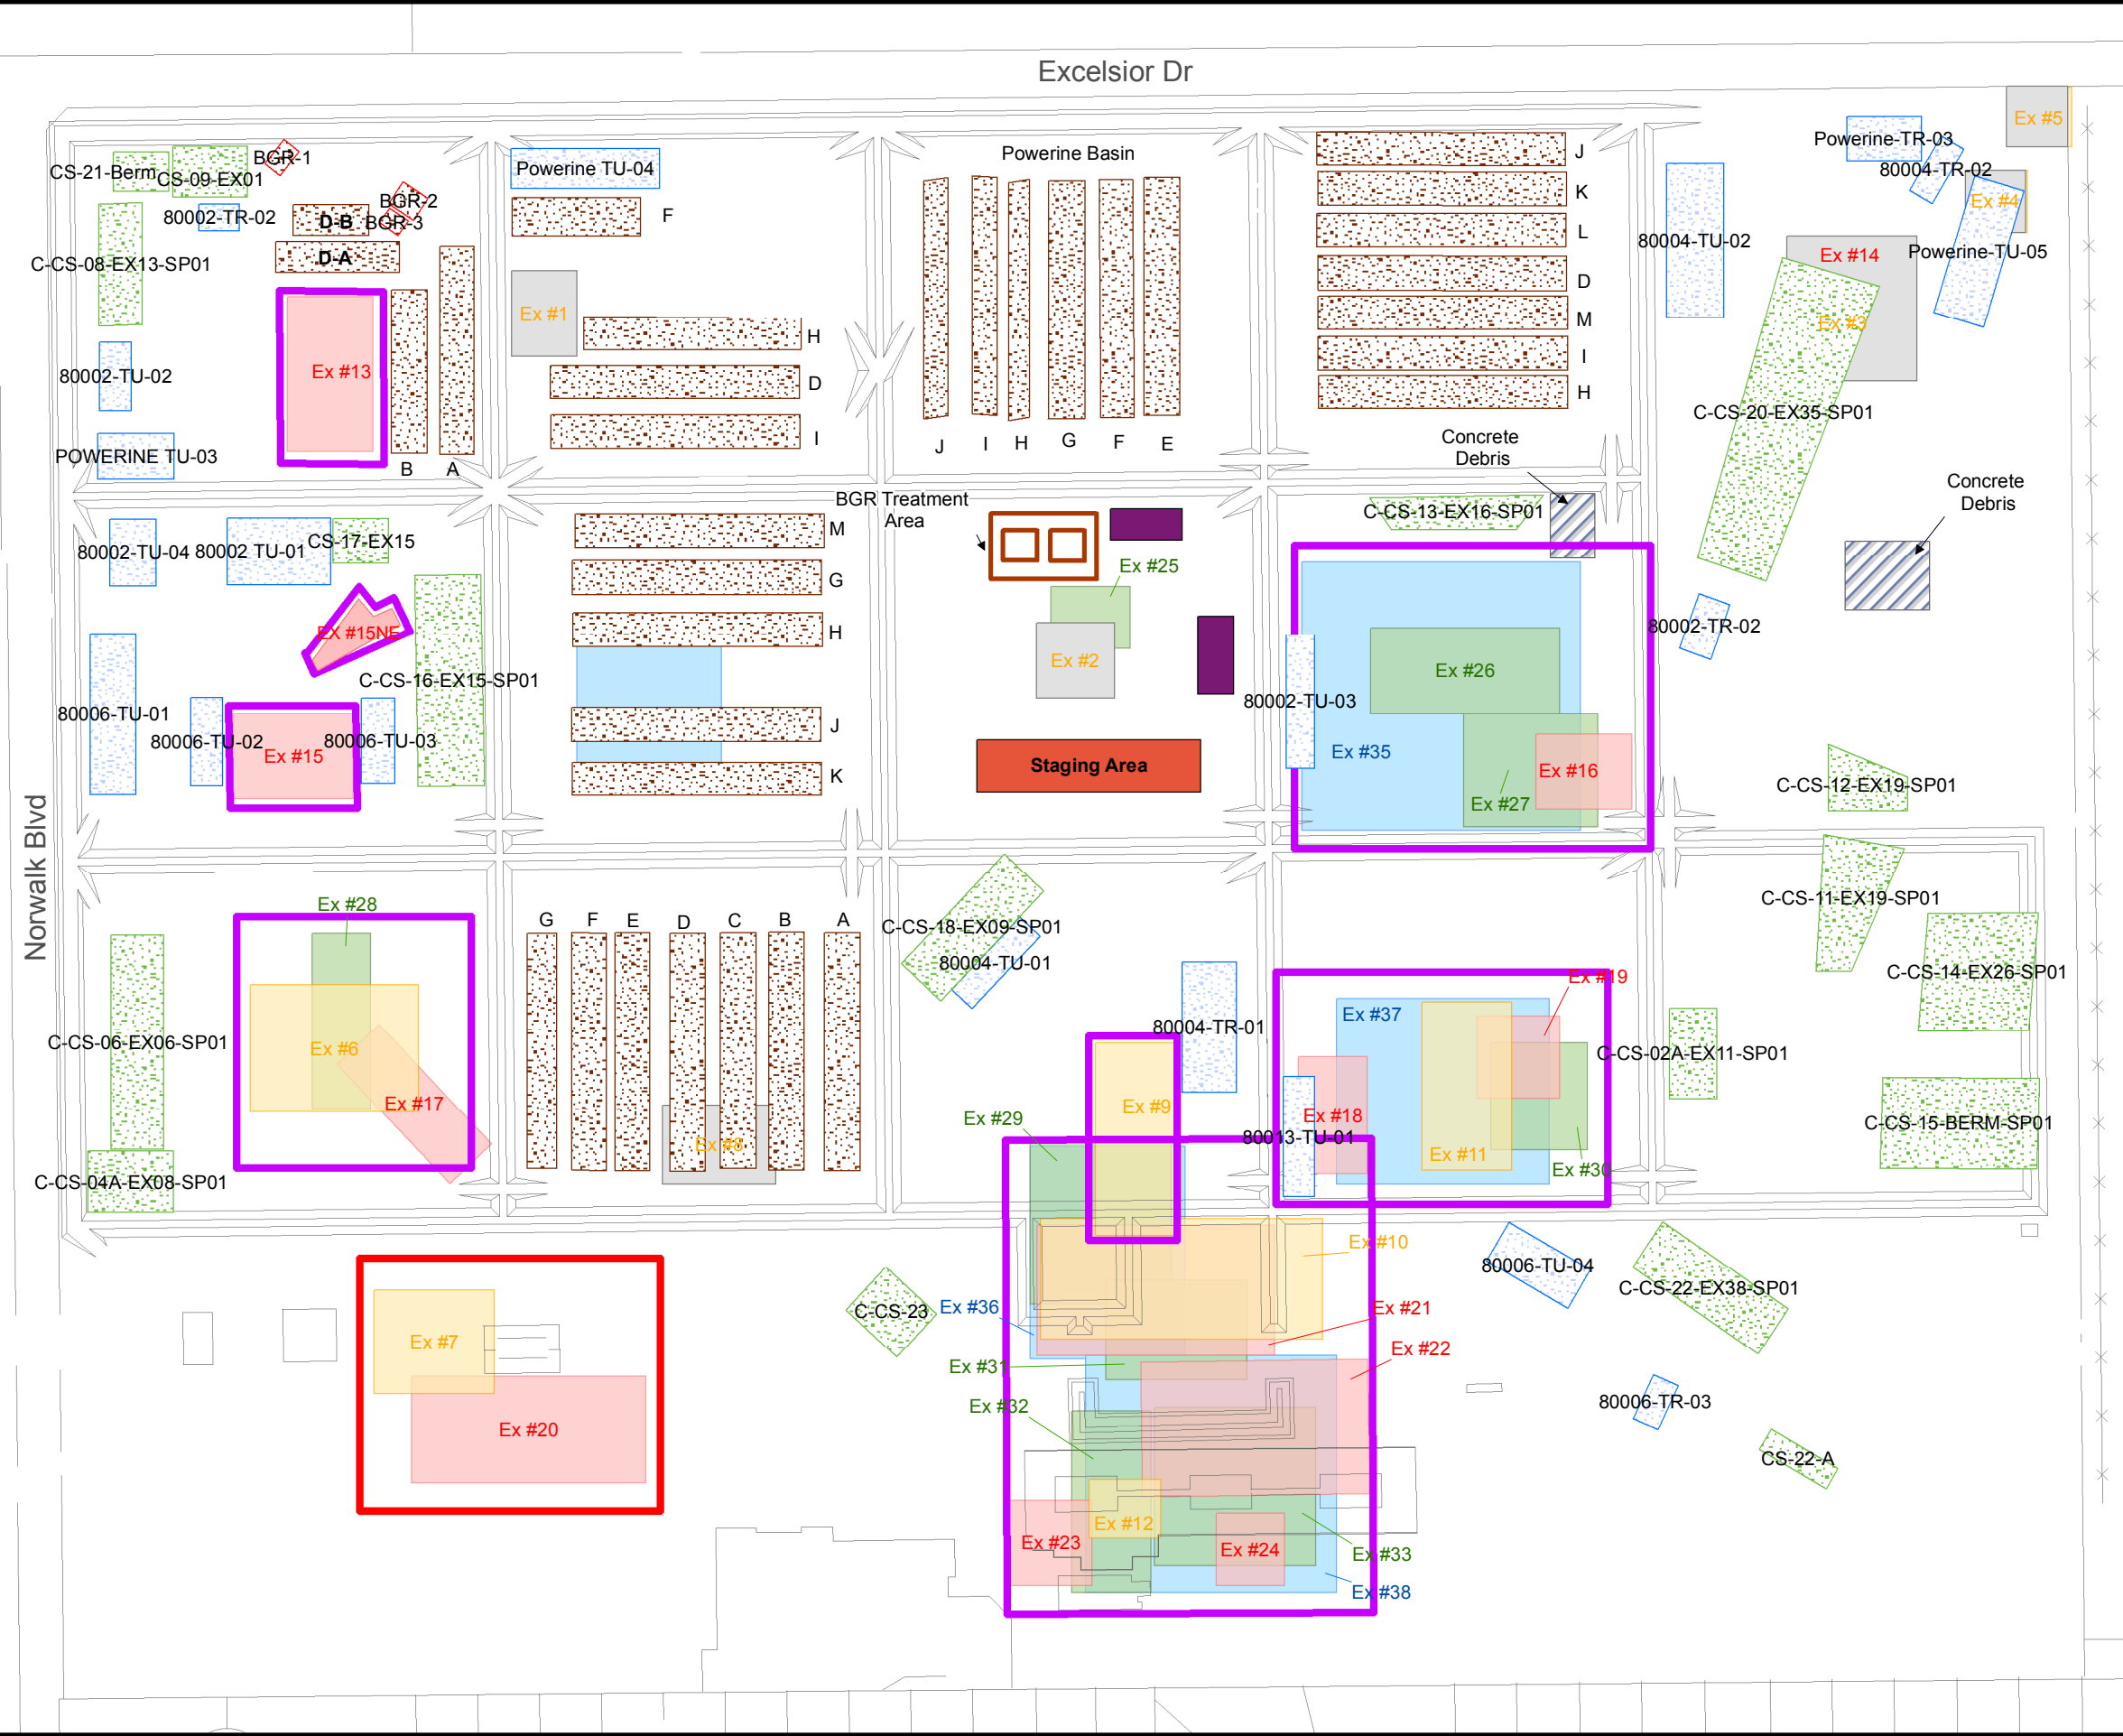 Excelsior Dr
Norwalk Blvd
CS-21-Berm
CS-09-EX01
BGR-1
BGR-2
BGR-3
80002-TR-02
D-B
D-A
C-CS-08-EX13-SP01
Ex #13
80002-TU-02
POWERINE TU-03
B
A
Powerine TU-04
F
Ex #1
H
D
I
Powerine Basin
J
I
H
G
F
E
J
K
L
D
M
I
H
80004-TU-02
Powerine-TR-03
80004-TR-02
Ex #5
Ex #4
Powerine-TU-05
Ex #14
Ex #3
C-CS-20-EX35-SP01
Concrete
Debris
Concrete
Debris
80002-TU-04
80002 TU-01
CS-17-EX15
EX #15NE
C-CS-16-EX15-SP01
80006-TU-01
80006-TU-02
Ex #15
80006-TU-03
M
G
H
J
K
BGR Treatment
Area
Ex #25
Ex #2
Staging Area
C-CS-13-EX16-SP01
80002-TU-03
Ex #26
Ex #35
Ex #16
Ex #27
80002-TR-02
C-CS-12-EX19-SP01
C-CS-11-EX19-SP01
C-CS-14-EX26-SP01
C-CS-02A-EX11-SP01
C-CS-15-BERM-SP01
Ex #28
Ex #6
Ex #17
C-CS-06-EX06-SP01
C-CS-04A-EX08-SP01
G
F
E
D
C
B
A
Ex #8
C-CS-18-EX09-SP01
80004-TU-01
80004-TR-01
Ex #9
Ex #29
Ex #19
Ex #37
Ex #18
80013-TU-01
Ex #11
Ex #30
Ex #10
Ex #7
Ex #20
C-CS-23
Ex #36
Ex #21
Ex #22
Ex #31
Ex #32
Ex #12
Ex #23
Ex #24
Ex #33
Ex #38
80006-TU-04
C-CS-22-EX38-SP01
80006-TR-03
CS-22-A